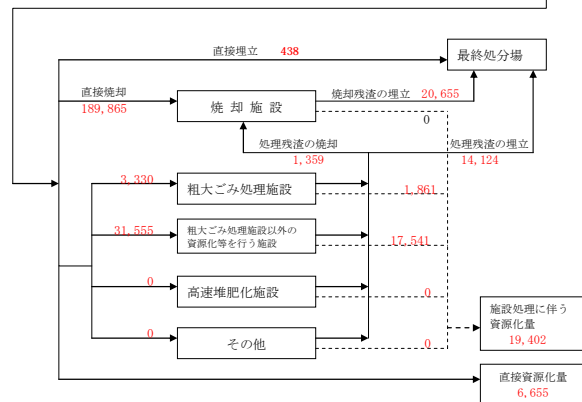 直接埋立 438
最終処分場
直接焼却
189,865
焼却施設
焼却残渣の埋立 20,655
0
処理残渣の焼却
1,359
処理残渣の埋立
14,124
3,330
粗大ごみ処理施設
1,861
31,555
粗大ごみ処理施設以外の
資源化等を行う施設
17,541
0
高速堆肥化施設
0
施設処理に伴う
資源化量
19,402
0
その他
0
直接資源化量
6,655